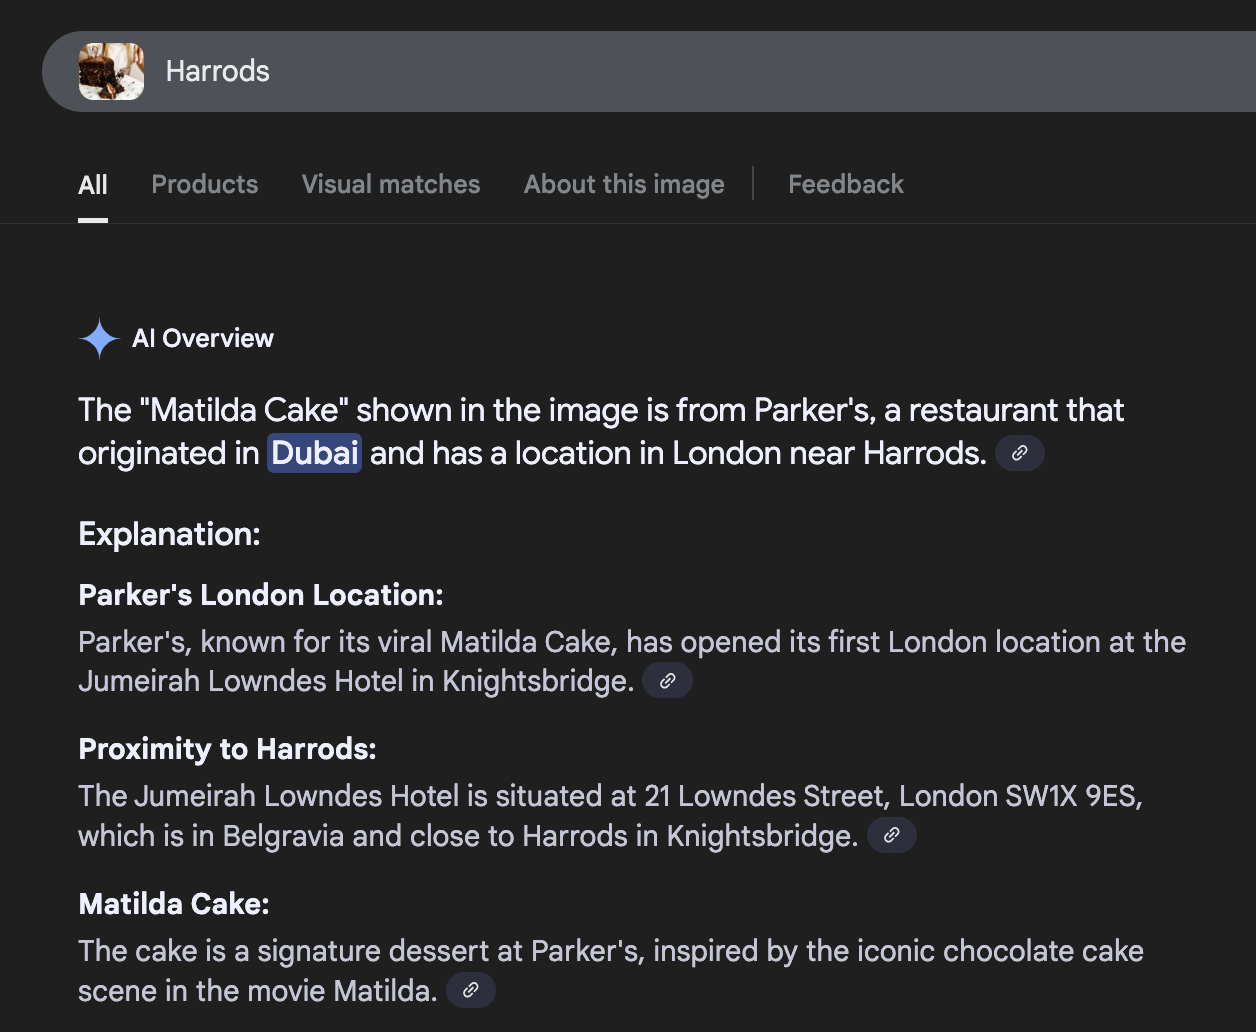 Harrods
All Products Visual matches About this image Feedback
AI Overview
The "Matilda Cake" shown in the image is from Parker's, a restaurant that
originated in Dubai and has a location in London near Harrods.
Explanation:
Parker's London Location:
Parker's, known for its viral Matilda Cake, has opened its first London location at the
Jumeirah Lowndes Hotel in Knightsbridge.
Proximity to Harrods:
The Jumeirah Lowndes Hotel is situated at 21 Lowndes Street, London SW1X 9ES,
which is in Belgravia and close to Harrods in Knightsbridge.
Matilda Cake:
The cake is a signature dessert at Parker's, inspired by the iconic chocolate cake
scene in the movie Matilda.